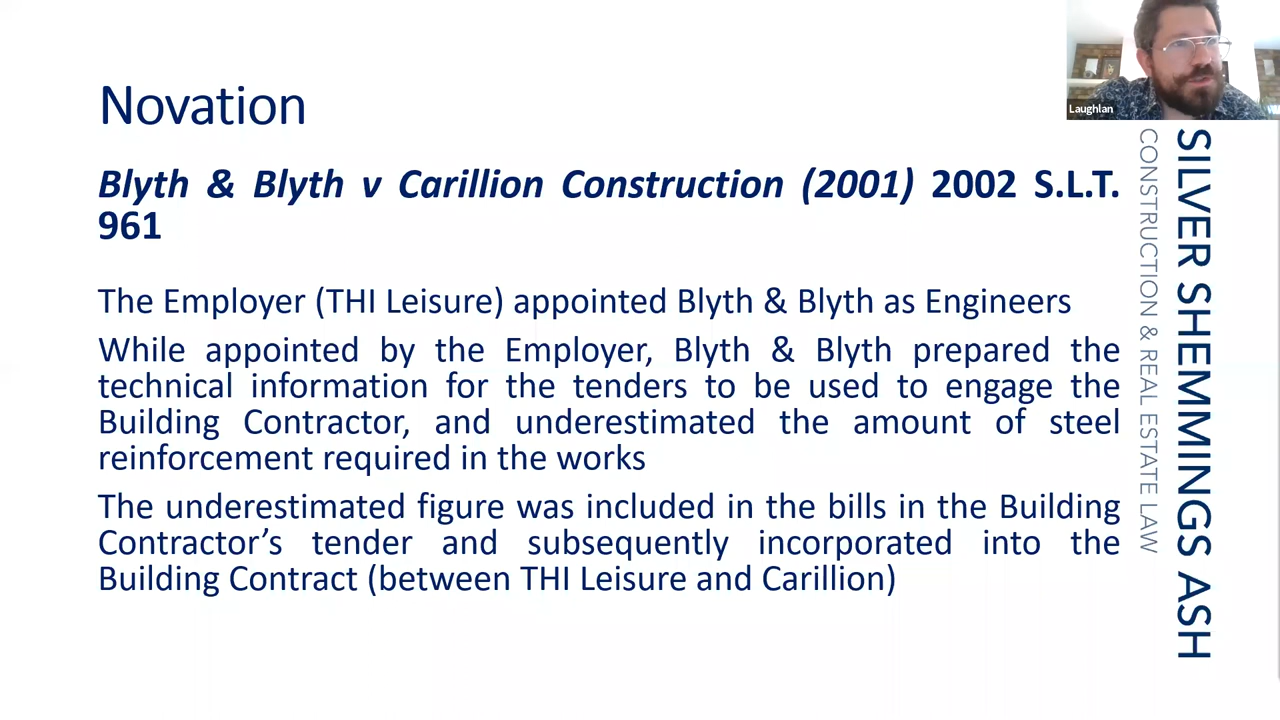 Novation
Blyth & Blyth v Carillion Construction (2001) 2002 S.L.T.
961
The Employer (THI Leisure) appointed Blyth & Blyth as Engineers
While appointed by the Employer, Blyth & Blyth prepared the
technical information for the tenders to be used to engage the
Building Contractor, and underestimated the amount of steel
reinforcement required in the works
The underestimated figure was included in the bills in the Building
Contractor’s tender and subsequently incorporated into the
Building Contract (between THI Leisure and Carillion)
Laughlan
SILVER SHEMMINGS ASH
CONSTRUCTION & REAL ESTATE LAW